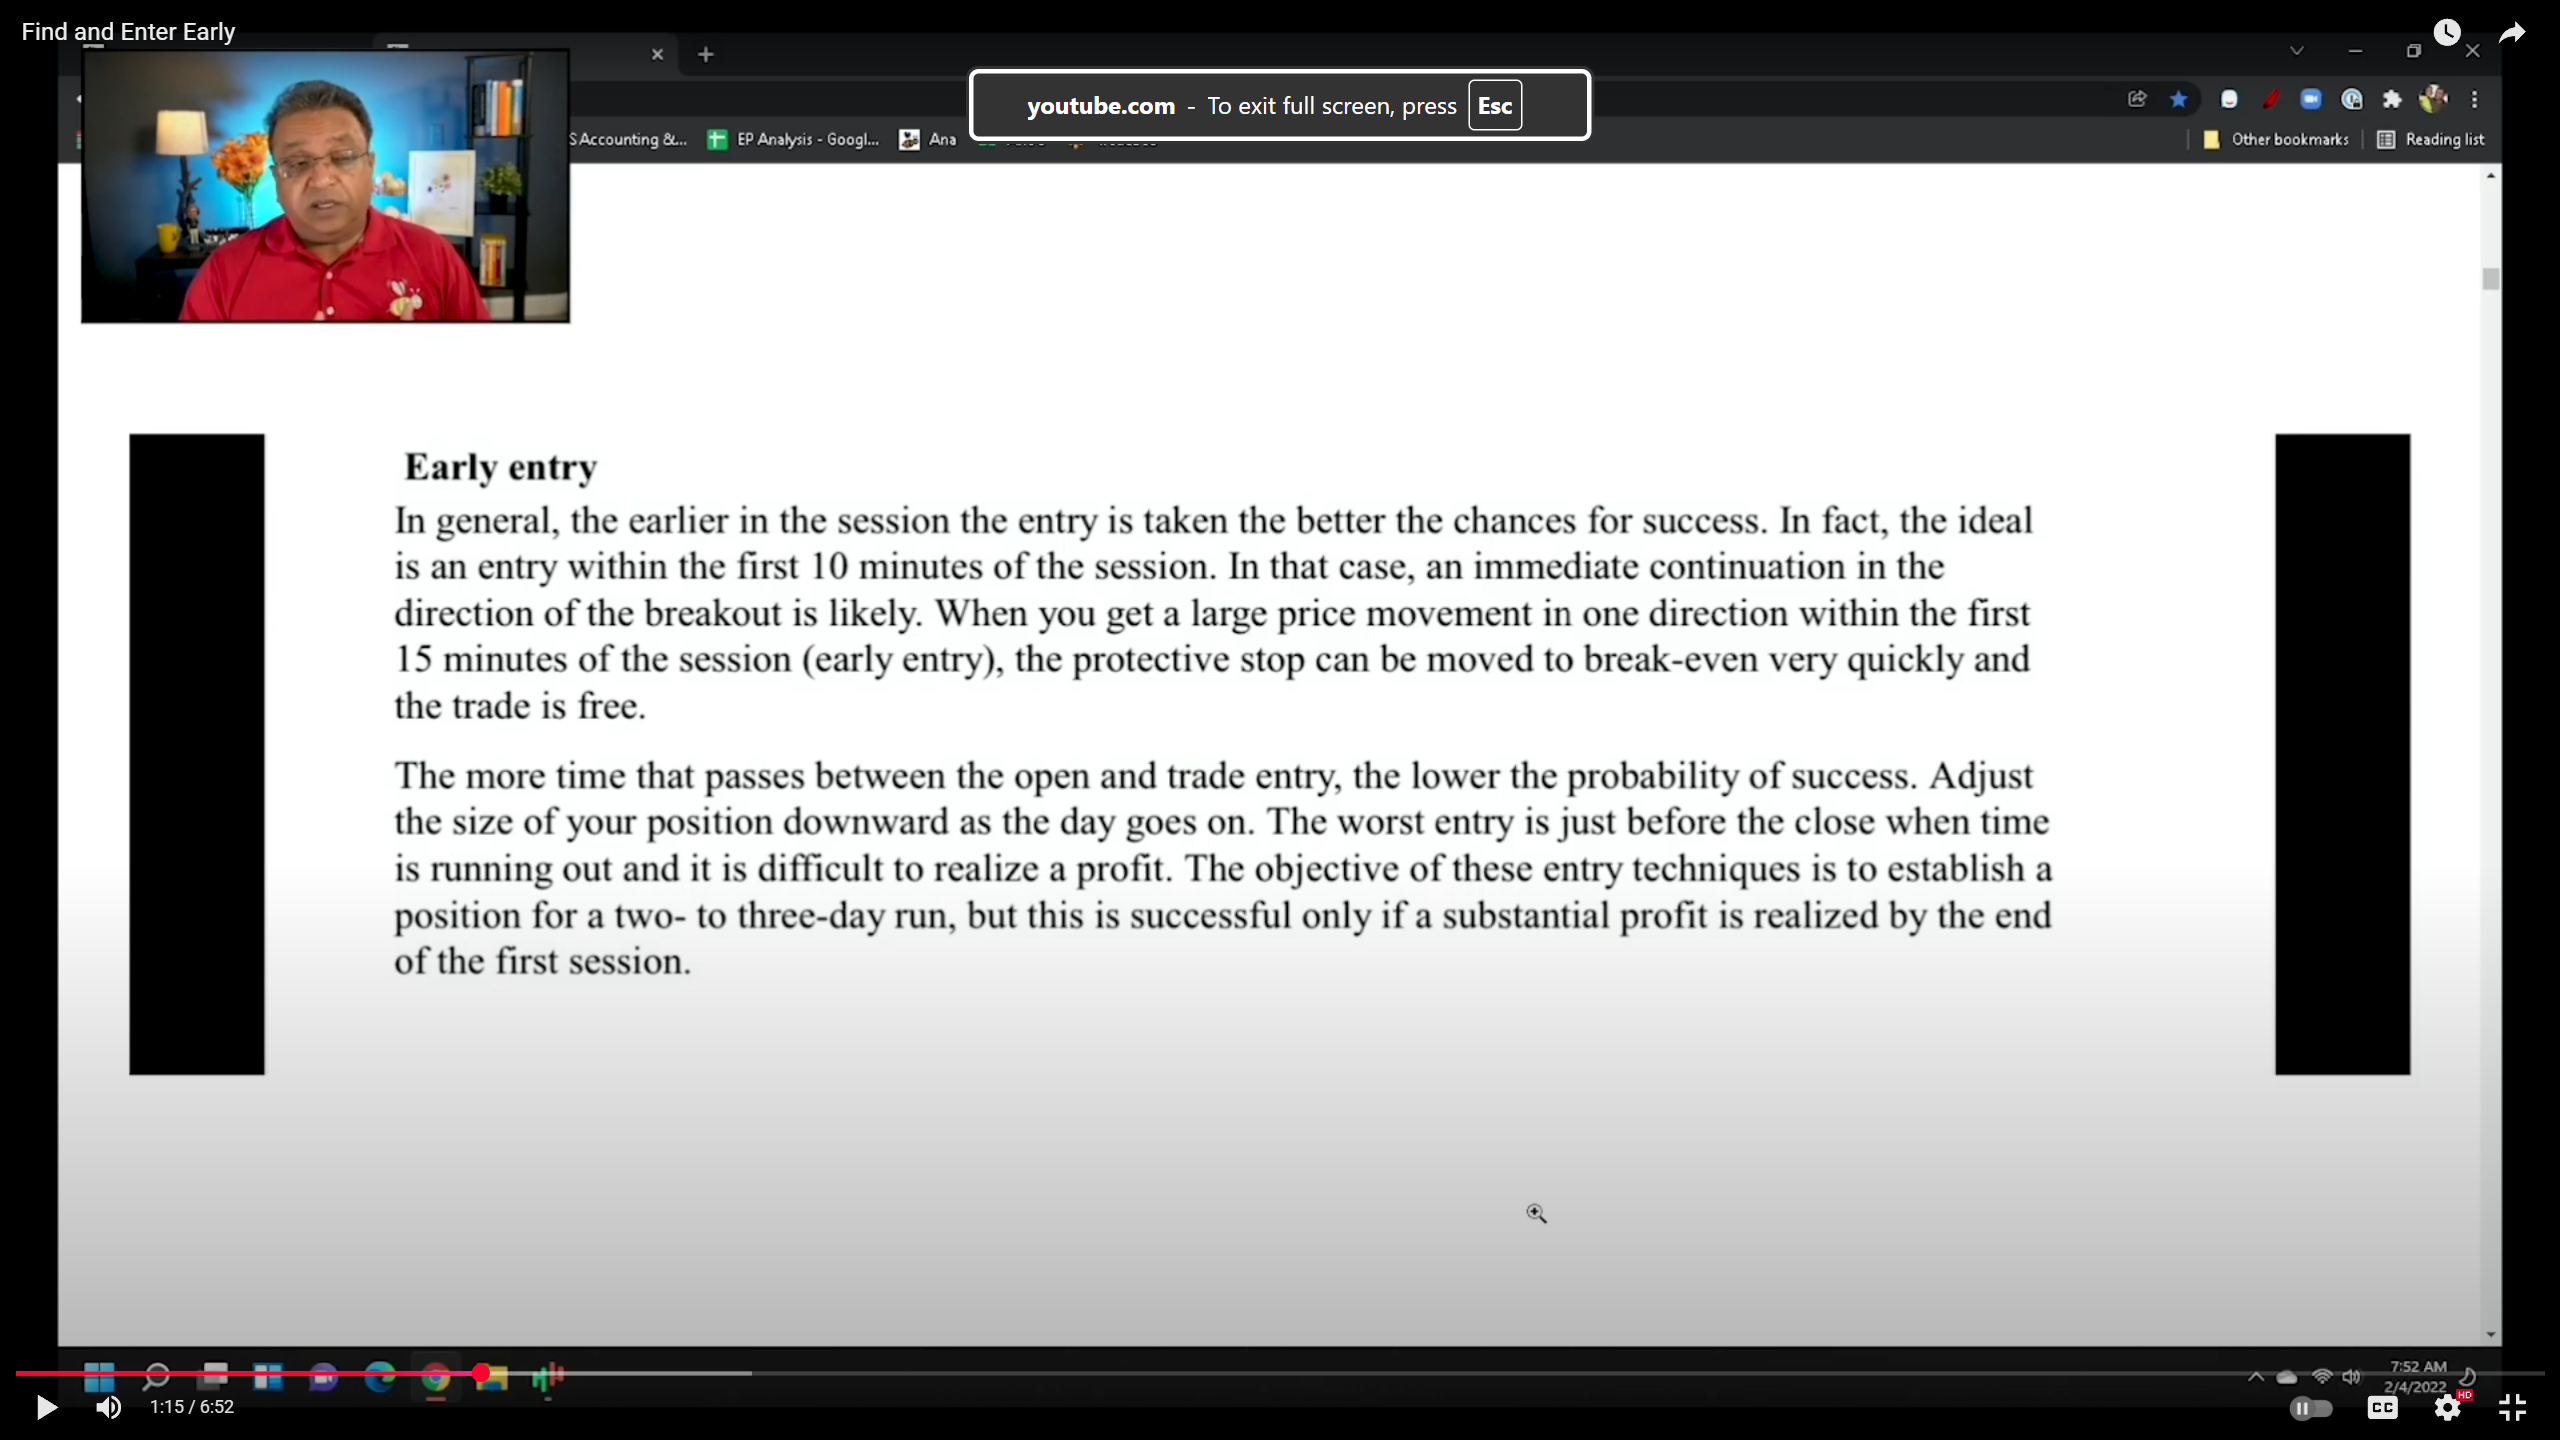 Find and Enter Early
youtube.com - To exit full screen, press Esc
S Accounting &... EP Analysis - Googl... Ana
Other bookmarks Reading list
Early entry
In general, the earlier in the session the entry is taken the better the chances for success. In fact, the ideal
is an entry within the first 10 minutes of the session. In that case, an immediate continuation in the
direction of the breakout is likely. When you get a large price movement in one direction within the first
15 minutes of the session (early entry), the protective stop can be moved to break-even very quickly and
the trade is free.
The more time that passes between the open and trade entry, the lower the probability of success. Adjust
the size of your position downward as the day goes on. The worst entry is just before the close when time
is running out and it is difficult to realize a profit. The objective of these entry techniques is to establish a
position for a two- to three-day run, but this is successful only if a substantial profit is realized by the end
of the first session.
7:52 AM
2/4/2022
1:15 / 6:52
CC
HD